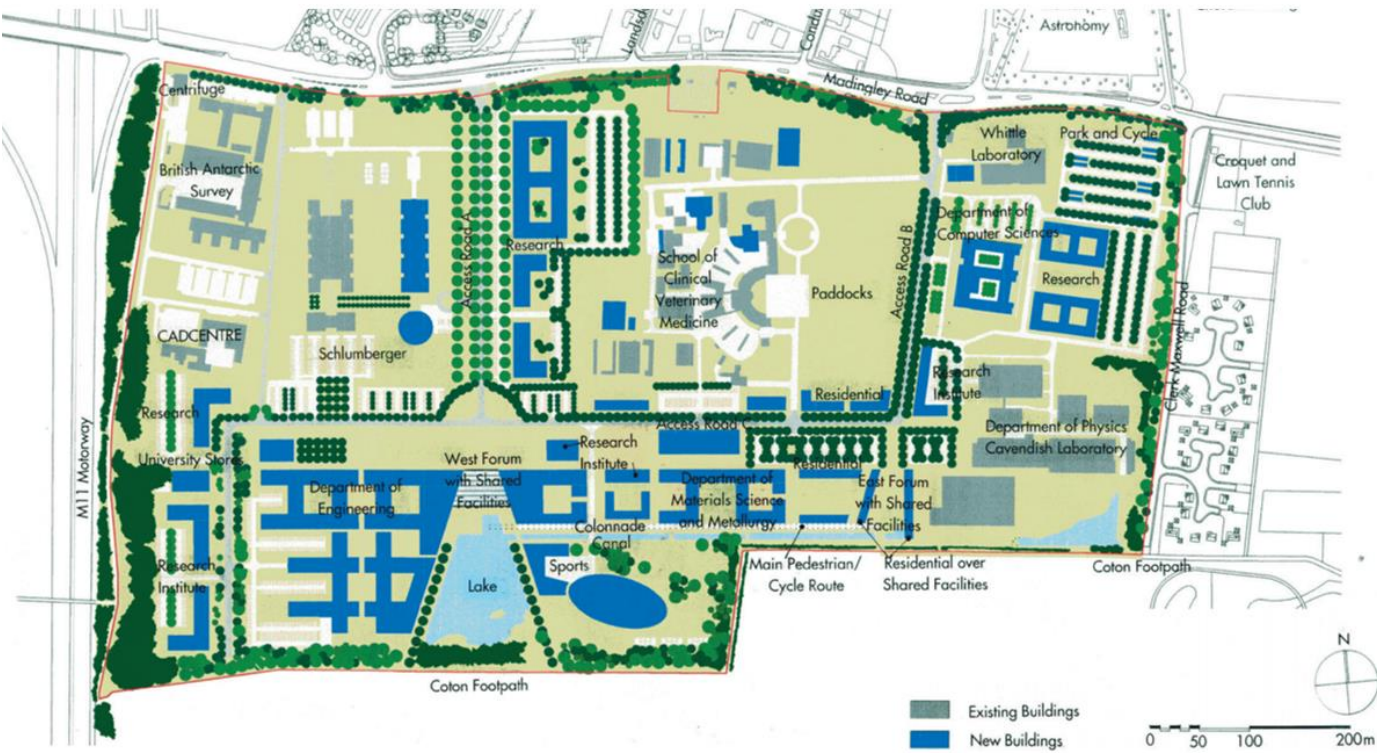 Astronomy
Madingley Road
Centrifuge
British Antarctic
Survey
Access Road A
Research
School of
Clinical
Veterinary
Medicine
Paddocks
Access Road B
Whittle
Laboratory
Park and Cycle
Croquet and
Lawn Tennis
Club
Department of
Computer Sciences
Research
CADCENTRE
Schlumberger
Clerk Maxwell Road
Research
Institute
Residential
Research
Access Road C
Department of Physics
Cavendish Laboratory
M11 Motorway
University Stores
West Forum
with Shared
Facilities
Research
Institute
Residential
Department of
Engineering
Department of
Materials Science
and Metallurgy
East Forum
with Shared
Facilities
Colonnade
Canal
Research
Institute
Lake
Sports
Main Pedestrian/
Cycle Route
Residential over
Shared Facilities
Coton Footpath
Coton Footpath
N
Existing Buildings
New Buildings
0 50 100 200m